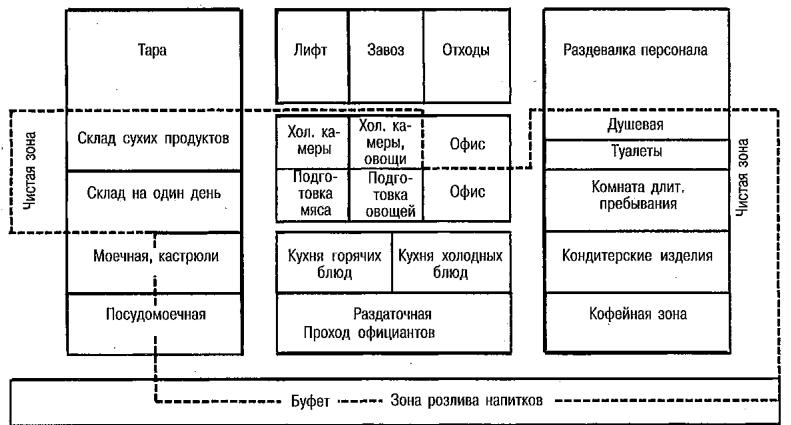 Тара
Лифт
Завоз
Отходы
Раздевалка персонала
Чистая зона
Склад сухих продуктов
Склад на один день
Хол. ка-
меры
Хол. ка-
меры,
овощи
Офис
Подго-
товка
мяса
Подго-
товка
овощей
Офис
Душевая
Туалеты
Комната длит,
пребывания
Чистая зона
Моечная, кастрюли
Кухня горячих
блюд
Кухня холодных
блюд
Кондитерские изделия
Посудомоечная
Раздаточная
Проход официантов
Кофейная зона
Буфет
Зона розлива напитков